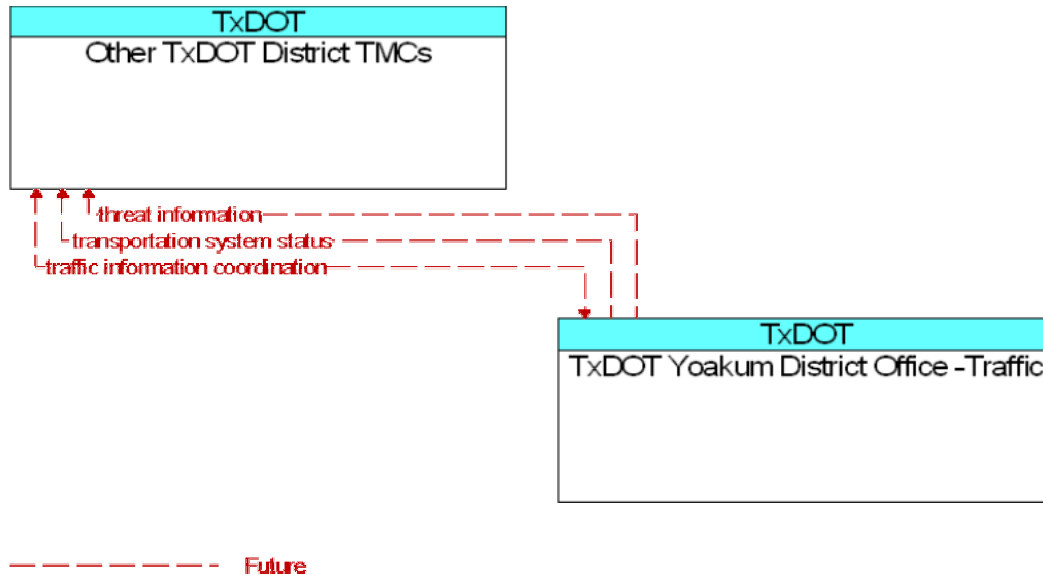 TxDOT
Other TxDOT District TMCs
threat information
transportation system status
traffic information coordination
TxDOT
TxDOT Yoakum District Office -Traffic
Future